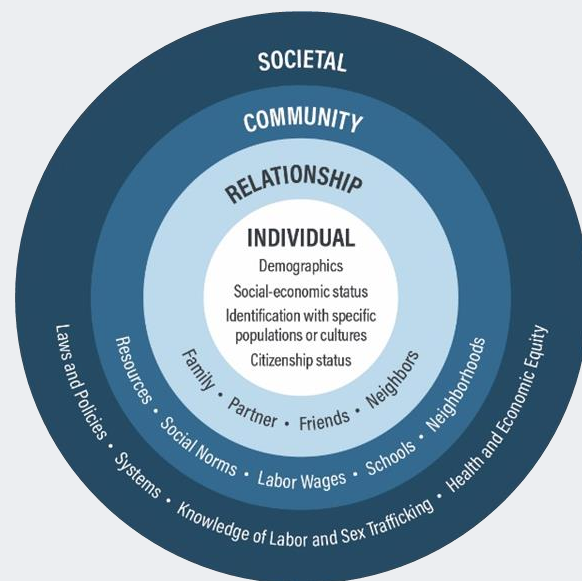 SOCIETAL
COMMUNITY
RELATIONSHIP
INDIVIDUAL
Demographics
Social-economic status
Identification with specific
populations or cultures
Citizenship status
Family • Partner • Friends • Neighbors
Resources • Social Norms • Labor Wages • Schools • Neighborhoods
Laws and Policies • Systems • Knowledge of Labor and Sex Trafficking • Health and Economic Equity